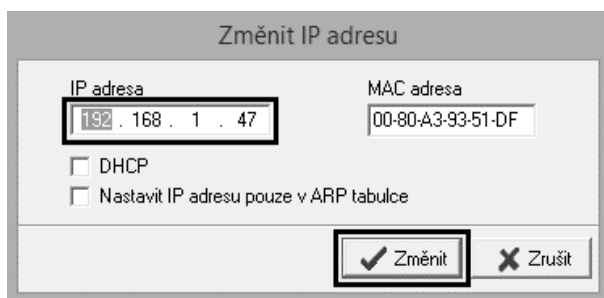 Změnit IP adresu
IP adresa
MAC adresa
192 . 168 . 1 . 47
00-80-A3-93-51-DF
DHCP
Nastavit IP adresu pouze v ARP tabulce
Změnit
Zrušit